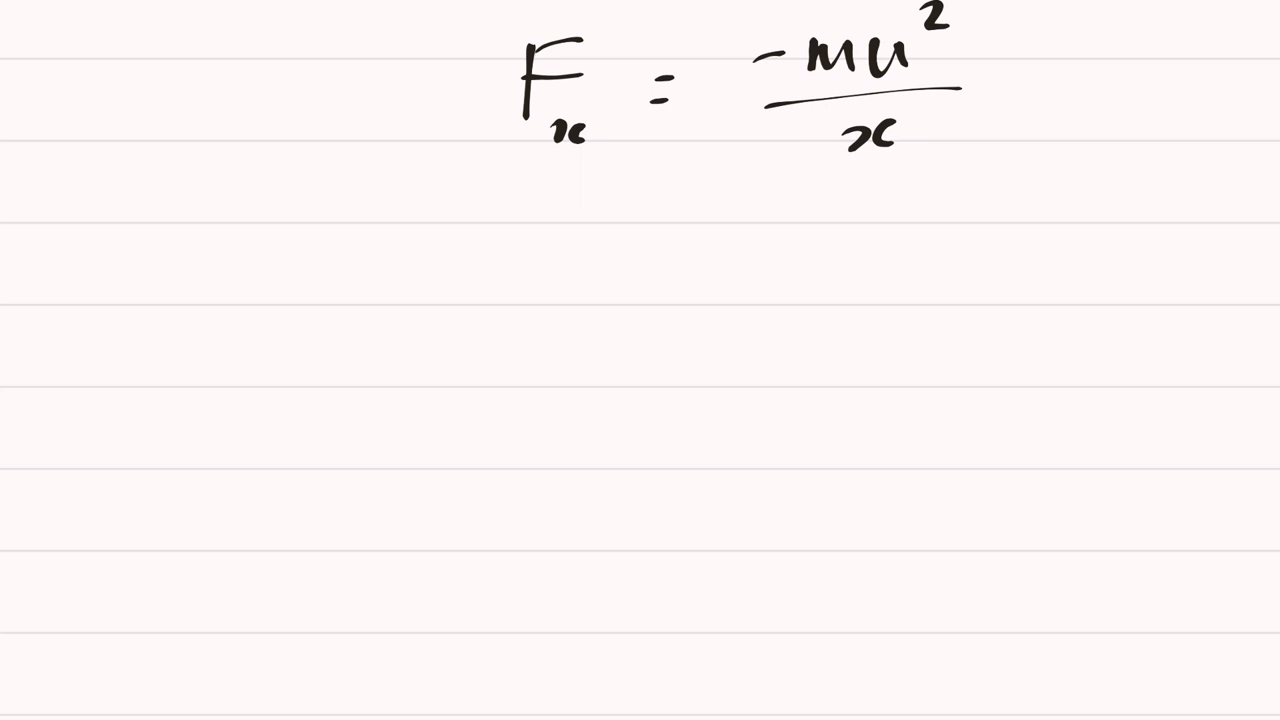 Fₓ = -mu²/x